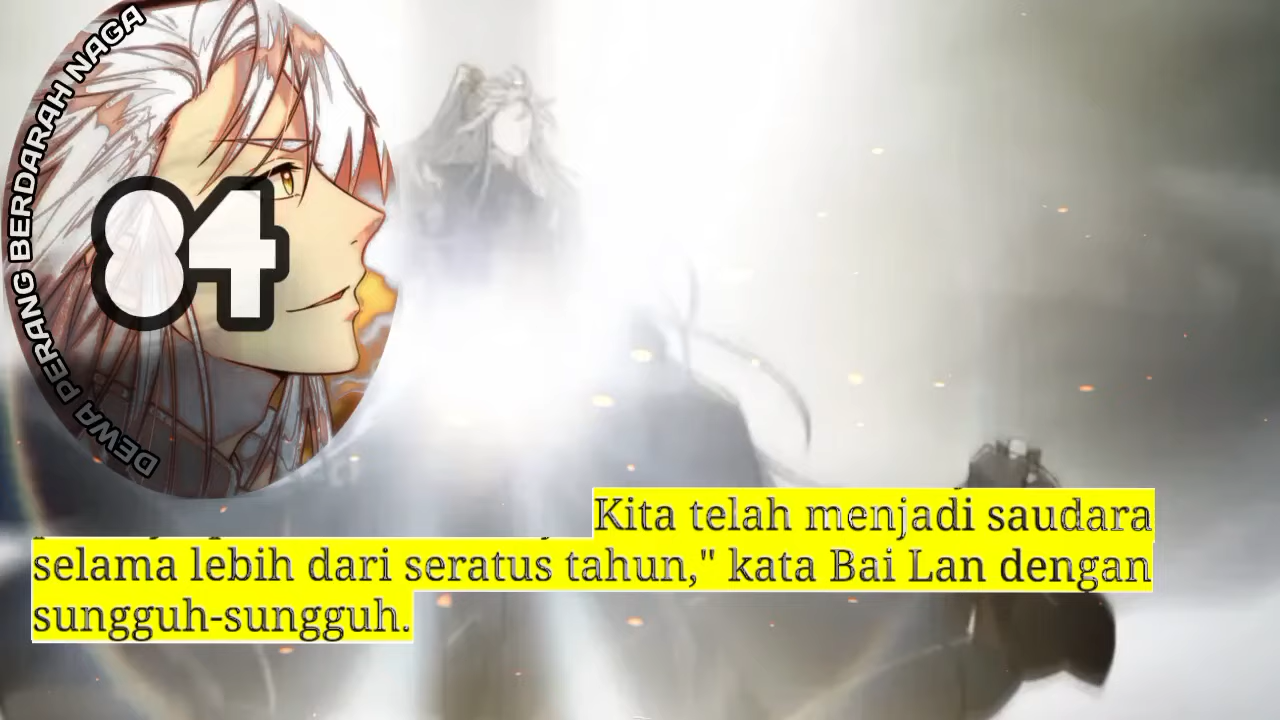 DEWA PERANG BERDARAH NAGA
84
Kita telah menjadi saudara
selama lebih dari seratus tahun," kata Bai Lan dengan
sungguh-sungguh.